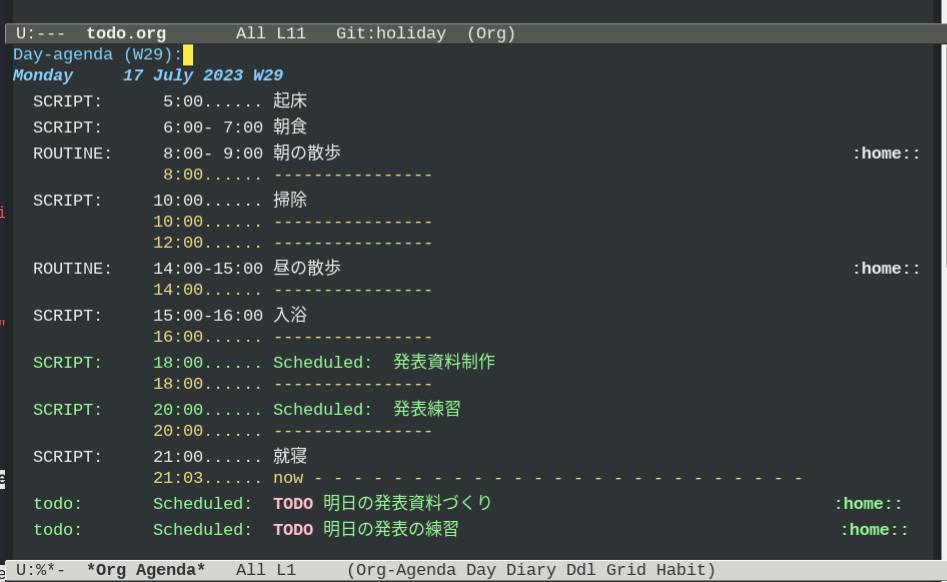 U:--- todo.org All L11 Git:holiday (Org)
Day-agenda (W29):
Monday 17 July 2023 W29
SCRIPT: 5:00...... 起床
SCRIPT: 6:00- 7:00 朝食
ROUTINE: 8:00- 9:00 朝の散歩 :home::
8:00...... ----------------
SCRIPT: 10:00...... 掃除
10:00...... ----------------
12:00...... ----------------
ROUTINE: 14:00-15:00 昼の散歩 :home::
14:00...... ----------------
SCRIPT: 15:00-16:00 入浴
16:00...... ----------------
SCRIPT: 18:00...... Scheduled: 発表資料制作
18:00...... ----------------
SCRIPT: 20:00...... Scheduled: 発表練習
20:00...... ----------------
SCRIPT: 21:00...... 就寝
21:03...... now - - - - - - - - - - - - - - - - - - - - - - - - -
todo: Scheduled: TODO 明日の発表資料づくり :home::
todo: Scheduled: TODO 明日の発表の練習 :home::
U:%*- *Org Agenda* All L1 (Org-Agenda Day Diary Ddl Grid Habit)